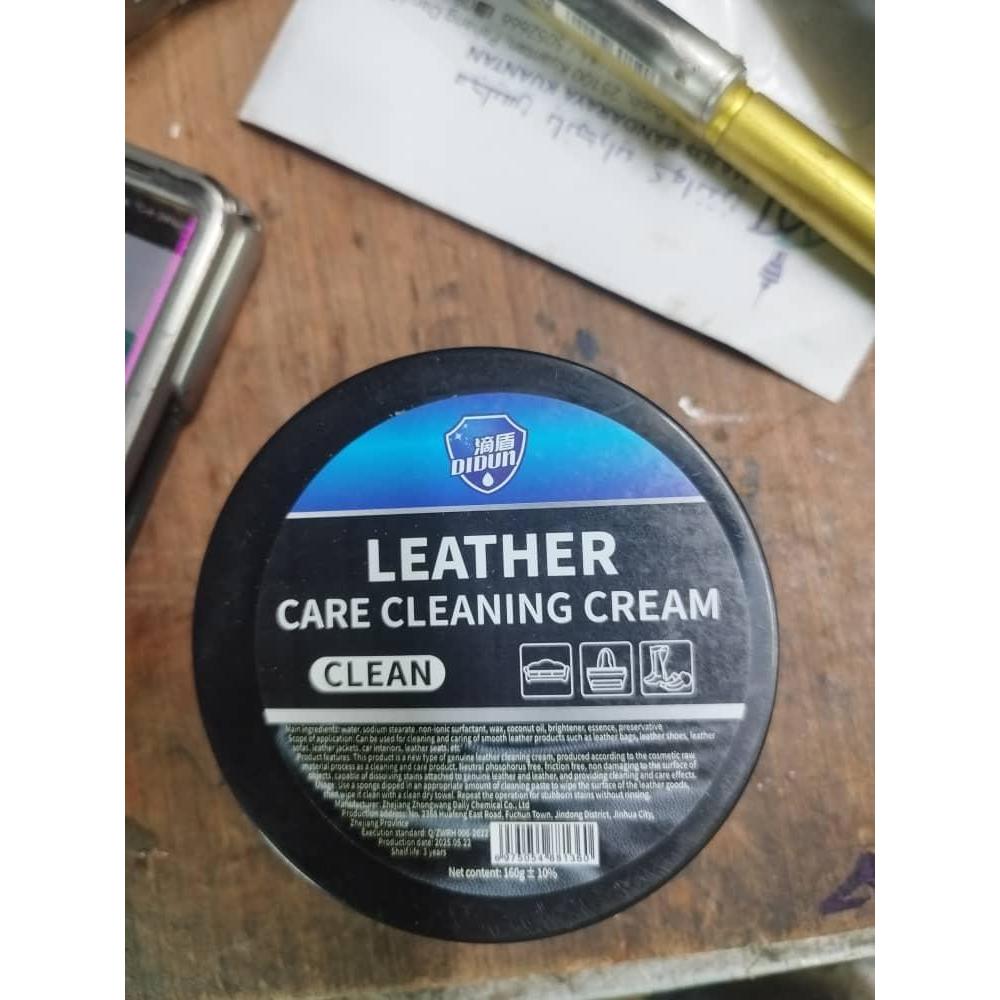 BANDARAYA KUANTAN
滴盾
DIDUN
LEATHER
CARE CLEANING CREAM
CLEAN
Main ingredients: water, sodium stearate, non-ionic surfactant, wax, coconut oil, brightener, essence, preservative
Scope of application: Can be used for cleaning and caring of smooth leather products such as leather bags, leather shoes, leather
sofas, leather jackets, car interiors, leather seats, etc
Product features: This product is a new type of genuine leather cleaning cream, produced according to the cosmetic raw
material process as a cleaning and care product. Neutral phosphorus free, friction free, non damaging to the surface of
objects, capable of dissolving stains attached to genuine leather and leather, and providing cleaning and care effects.
Usage: Use a sponge dipped in an appropriate amount of cleaning paste to wipe the surface of the leather goods,
then wipe it clean with a clean dry towel. Repeat the operation for stubborn stains without rinsing.
Manufacturer: Zhejiang Zhongwang Daily Chemical Co., Ltd
Production address: No. 3366 Huafeng East Road, Fuchun Town, Jindong District, Jinhua City,
Zhejiang Province
Execution standard: Q/ZWRH 006-2022
Production date: 2025.05.22
Shelf life: 3 years
Net content: 160g ± 10%